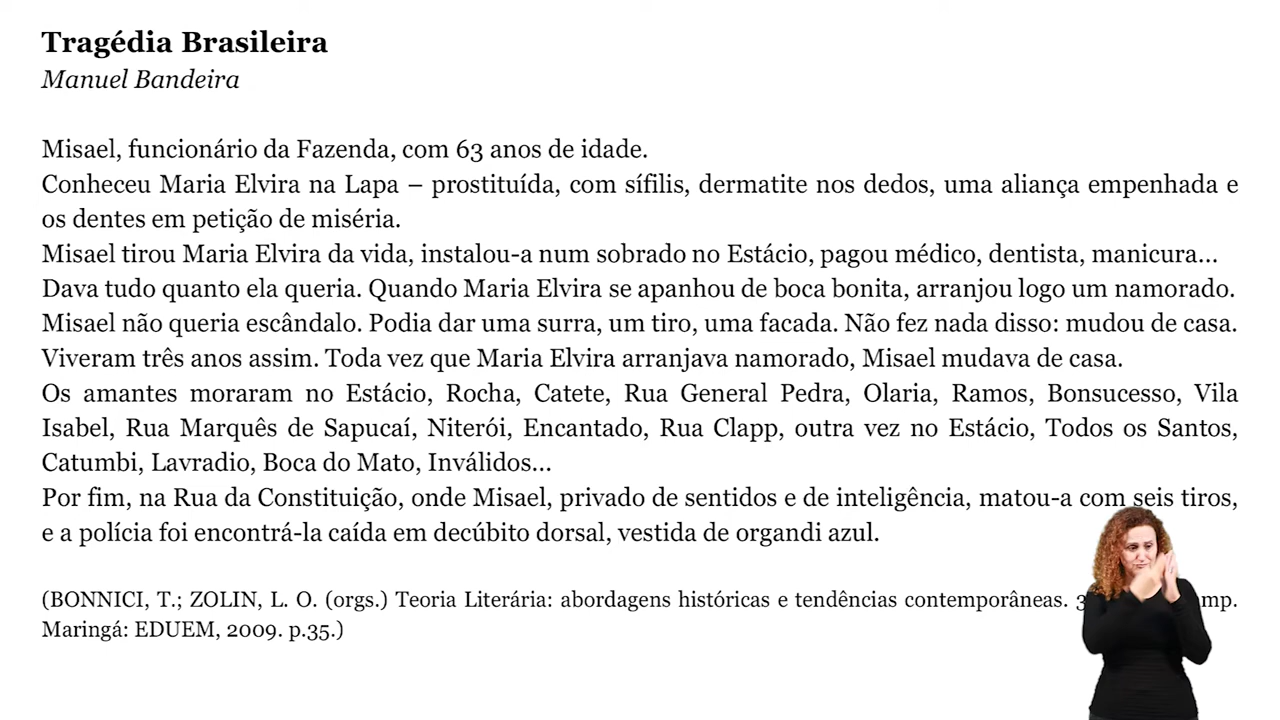 Tragédia Brasileira
Manuel Bandeira
Misael, funcionário da Fazenda, com 63 anos de idade.
Conheceu Maria Elvira na Lapa – prostituída, com sífilis, dermatite nos dedos, uma aliança empenhada e
os dentes em petição de miséria.
Misael tirou Maria Elvira da vida, instalou-a num sobrado no Estácio, pagou médico, dentista, manicura...
Dava tudo quanto ela queria. Quando Maria Elvira se apanhou de boca bonita, arranjou logo um namorado.
Misael não queria escândalo. Podia dar uma surra, um tiro, uma facada. Não fez nada disso: mudou de casa.
Viveram três anos assim. Toda vez que Maria Elvira arranjava namorado, Misael mudava de casa.
Os amantes moraram no Estácio, Rocha, Catete, Rua General Pedra, Olaria, Ramos, Bonsucesso, Vila
Isabel, Rua Marquês de Sapucaí, Niterói, Encantado, Rua Clapp, outra vez no Estácio, Todos os Santos,
Catumbi, Lavradio, Boca do Mato, Inválidos...
Por fim, na Rua da Constituição, onde Misael, privado de sentidos e de inteligência, matou-a com seis tiros,
e a polícia foi encontrá-la caída em decúbito dorsal, vestida de organdi azul.
(BONNICI, T.; ZOLIN, L. O. (orgs.) Teoria Literária: abordagens históricas e tendências contemporâneas.
Maringá: EDUEM, 2009. p.35.)